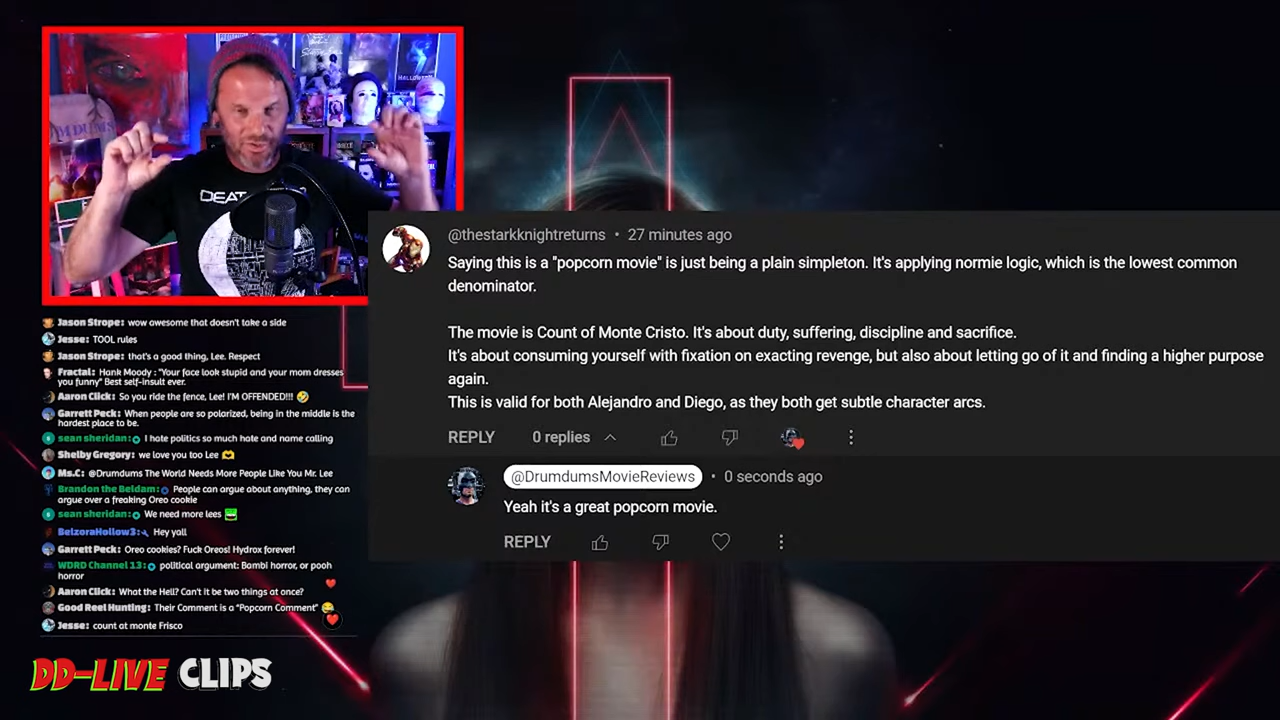 HALLOWEEN
DEAT
@thestarkknightreturns • 27 minutes ago
Saying this is a "popcorn movie" is just being a plain simpleton. It's applying normie logic, which is the lowest common
denominator.
The movie is Count of Monte Cristo. It's about duty, suffering, discipline and sacrifice.
It's about consuming yourself with fixation on exacting revenge, but also about letting go of it and finding a higher purpose
again.
This is valid for both Alejandro and Diego, as they both get subtle character arcs.
REPLY 0 replies
@DrumdumsMovieReviews • 0 seconds ago
Yeah it's a great popcorn movie.
REPLY
Jason Strope: wow awesome that doesn't take a side
Jesse: TOOL rules
Jason Strope: that's a good thing, Lee. Respect
Fractal: Hank Moody : "Your face look stupid and your mom dresses
you funny" Best self-insult ever.
Aaron Click: So you ride the fence, Lee! I'M OFFENDED!!! 🤣
Garrett Peck: When people are so polarized, being in the middle is the
hardest place to be.
sean sheridan: I hate politics so much hate and name calling
Shelby Gregory: we love you too Lee 🫶
Ms.C: @Drumdums The World Needs More People Like You Mr. Lee
Brandon the Beldam: People can argue about anything, they can
argue over a freaking Oreo cookie
sean sheridan: We need more lees
BelzoraHollow3: Hey yall
Garrett Peck: Oreo cookies? Fuck Oreos! Hydrox forever!
WDRD Channel 13: political argument: Bambi horror, or pooh
horror
Aaron Click: What the Hell? Can't it be two things at once?
Good Reel Hunting: Their Comment is a "Popcorn Comment" 😂
Jesse: count at monte Frisco
DD-LIVE CLIPS